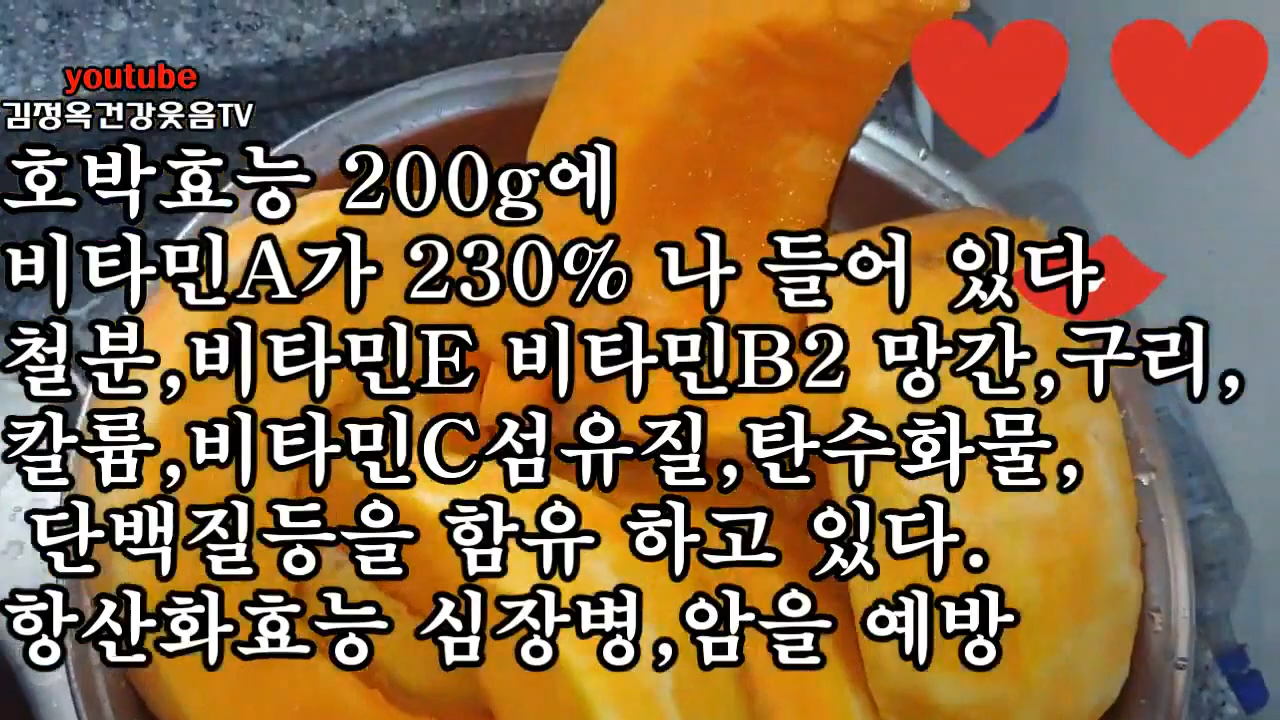 youtube
김정옥건강웃음TV
호박효능 200g에
비타민A가 230% 나 들어 있다
철분,비타민E 비타민B2 망간,구리,
칼륨,비타민C섬유질,탄수화물,
단백질등을 함유 하고 있다.
항산화효능 심장병,암을 예방